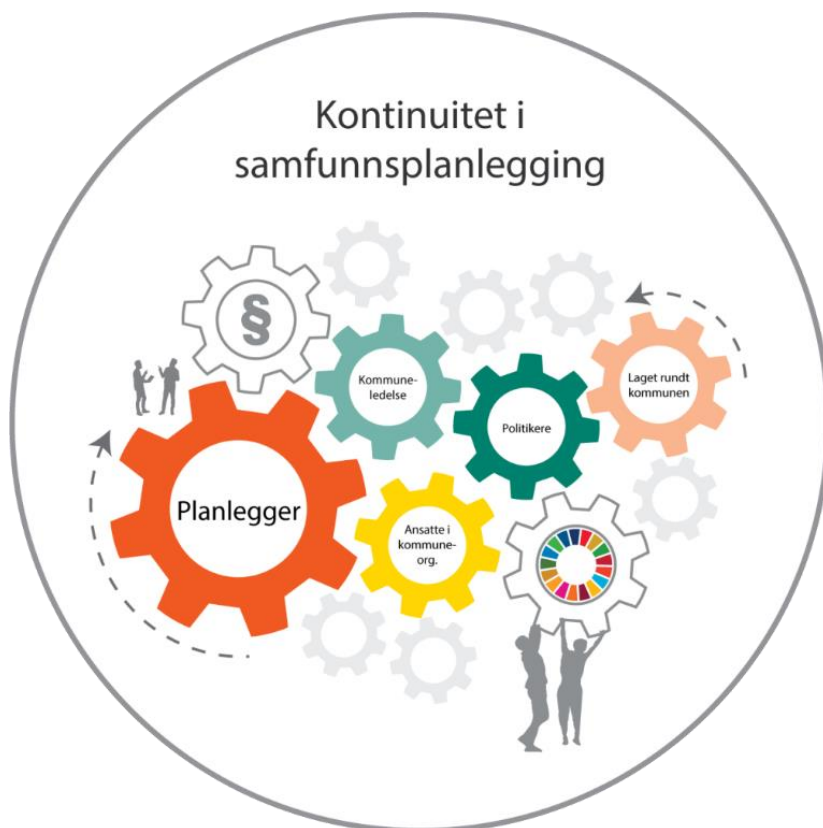 Kontinuitet i
samfunnsplanlegging
§
Kommune-
ledelse
Laget rundt
kommunen
Politikere
Planlegger
Ansatte i
kommune-
org.